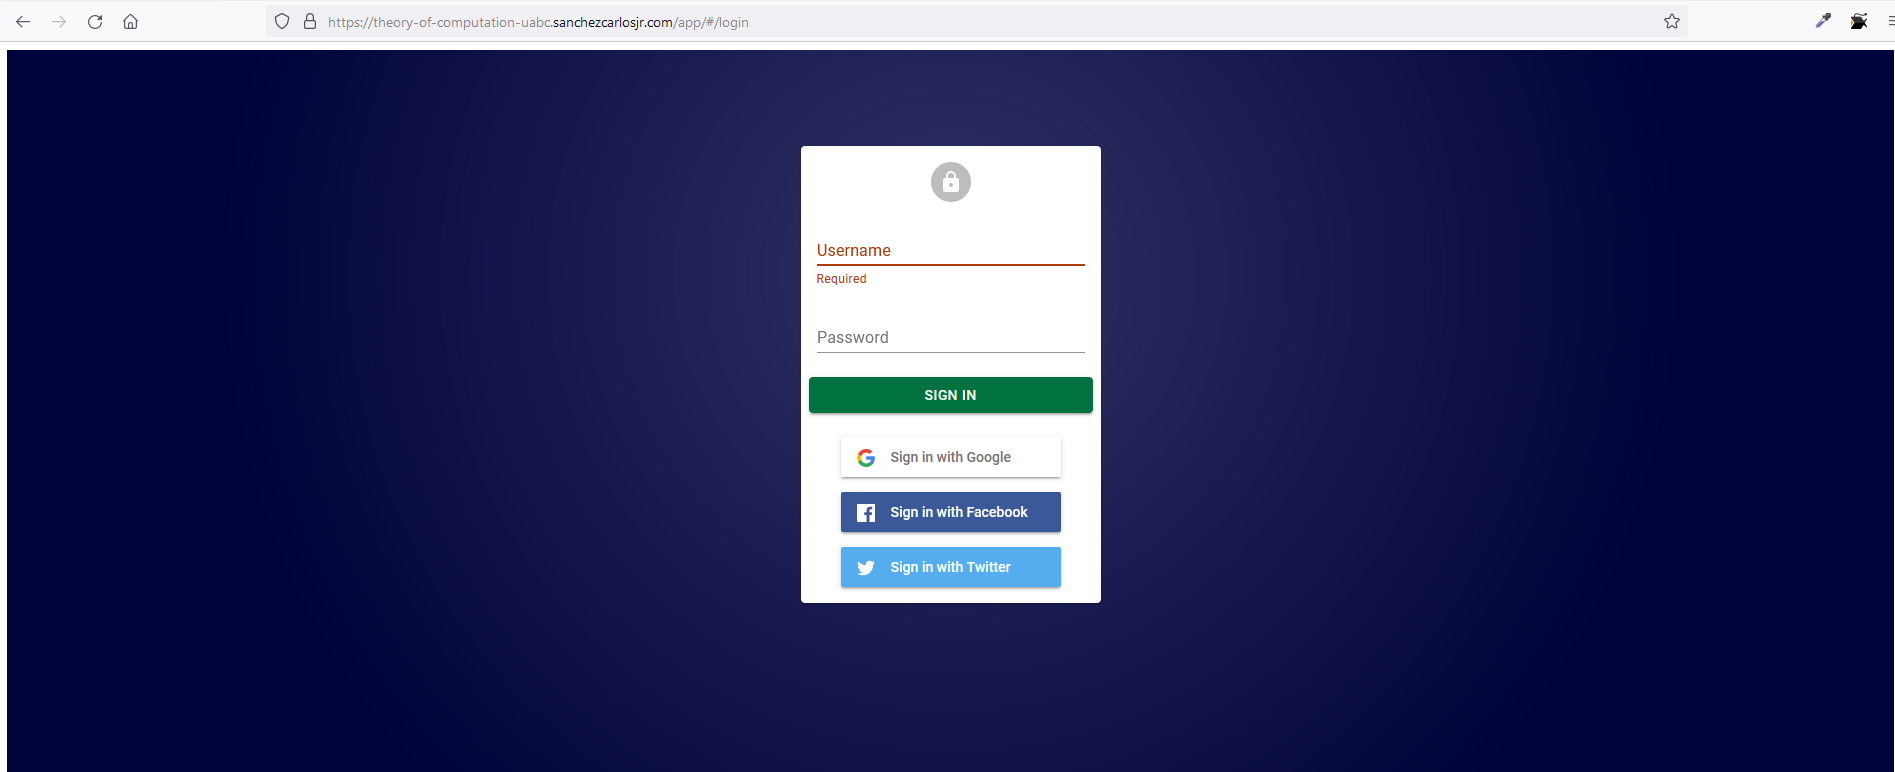 https://theory-of-computation-uabc.sanchezcarlosjr.com/app/#/login
Username
Required
Password
SIGN IN
Sign in with Google
Sign in with Facebook
Sign in with Twitter